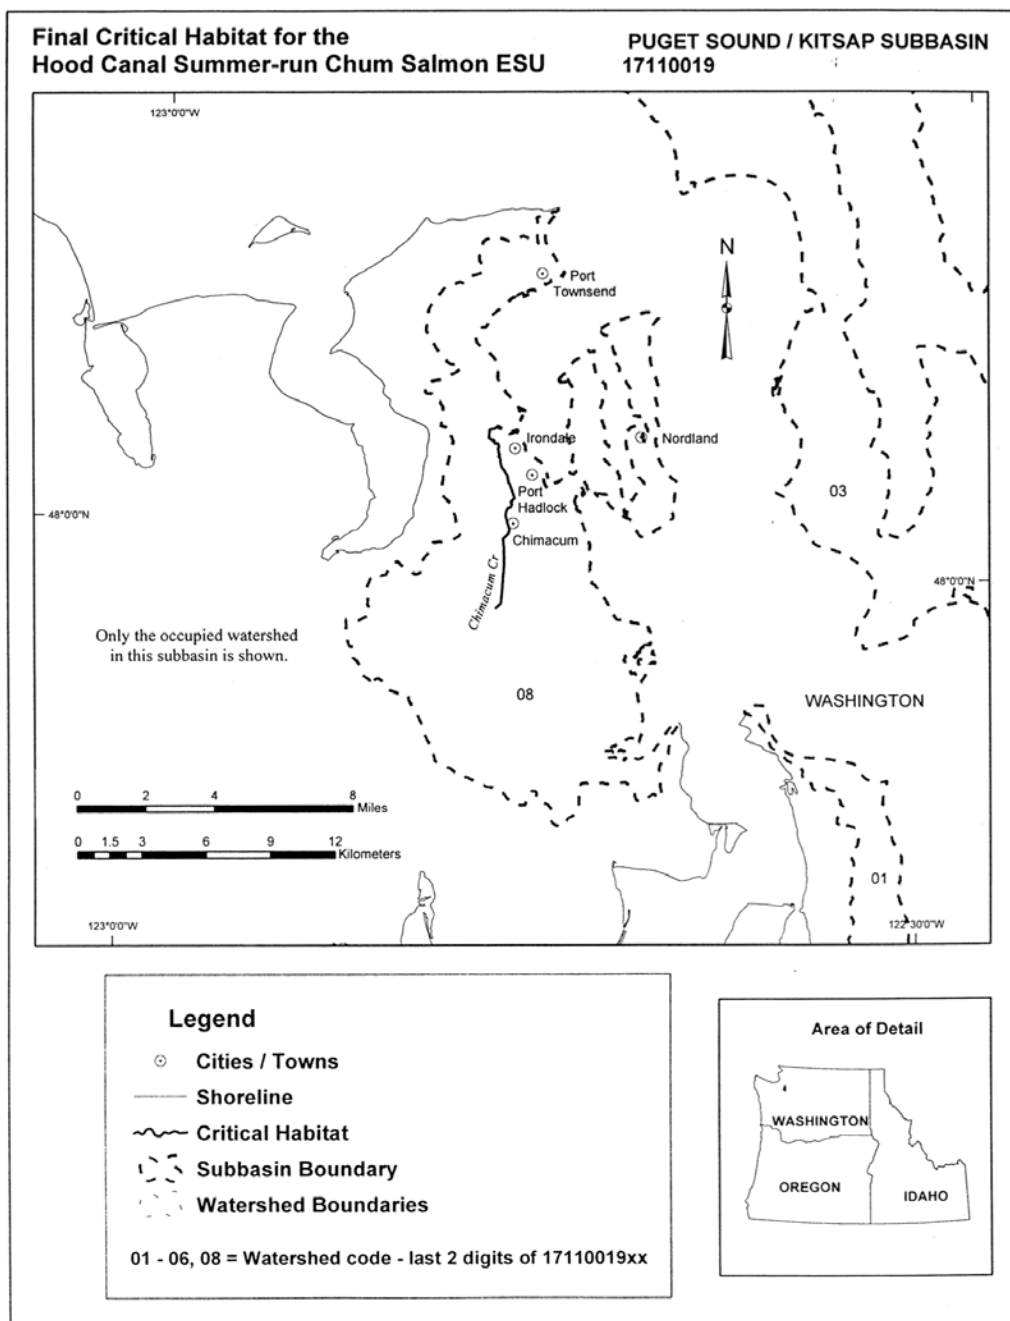 Final Critical Habitat for the
Hood Canal Summer-run Chum Salmon ESU
PUGET SOUND / KITSAP SUBBASIN
17110019
123°0'0"W
N
Port
Townsend
Irondale
Nordland
Port
Hadlock
Chimacum
Chimacum Cr
48°0'0"N
03
48°0'0"N
Only the occupied watershed
in this subbasin is shown.
08
WASHINGTON
0 2 4 8
Miles
0 1.5 3 6 9 12
Kilometers
01
123°0'0"W
122°30'0"W
Legend
Cities / Towns
Shoreline
Critical Habitat
Subbasin Boundary
Watershed Boundaries
01 - 06, 08 = Watershed code - last 2 digits of 17110019xx
Area of Detail
WASHINGTON
OREGON
IDAHO